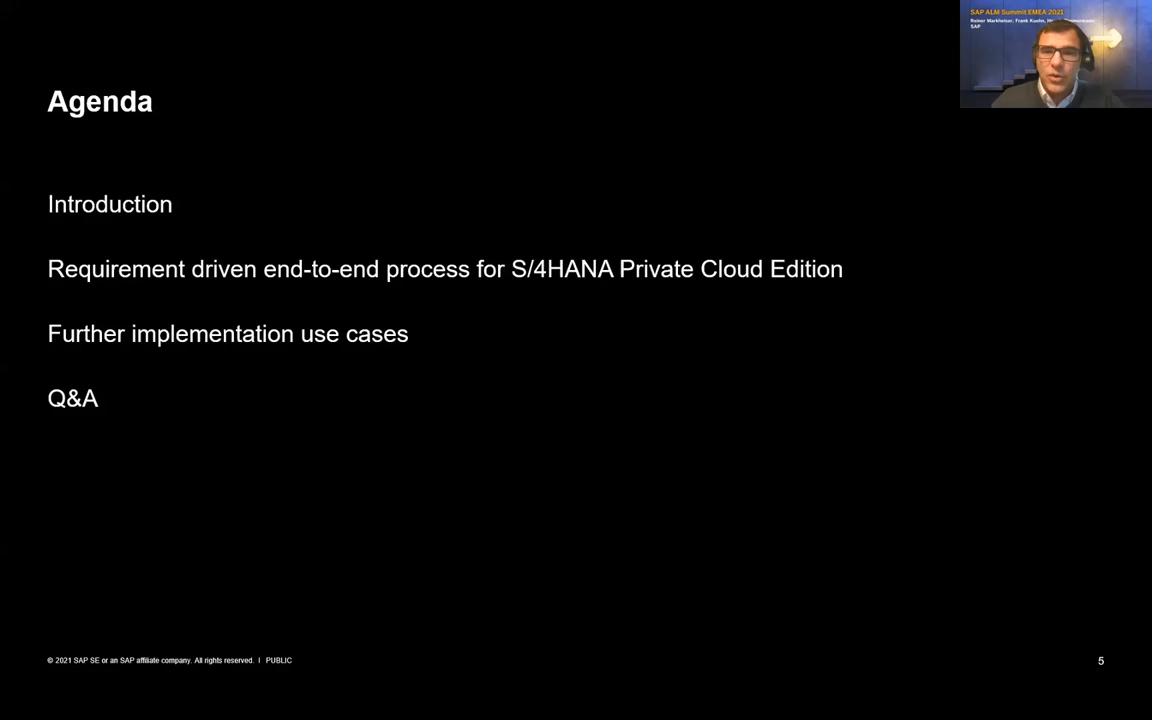 SAP ALM Summit EMEA 2021
Reiner Markheiser, Frank Kuehn,
SAP
Agenda
Introduction
Requirement driven end-to-end process for S/4HANA Private Cloud Edition
Further implementation use cases
Q&A
© 2021 SAP SE or an SAP affiliate company. All rights reserved. I PUBLIC
5